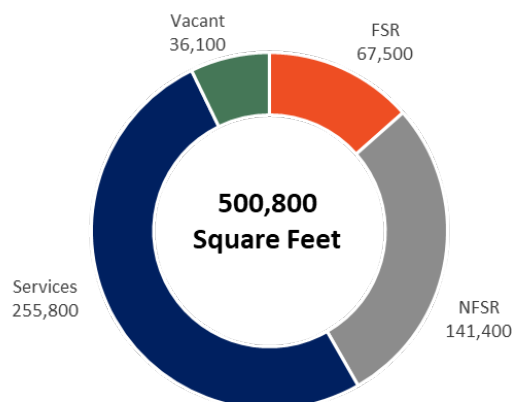 Vacant
36,100
FSR
67,500
500,800
Square Feet
Services
255,800
NFSR
141,400